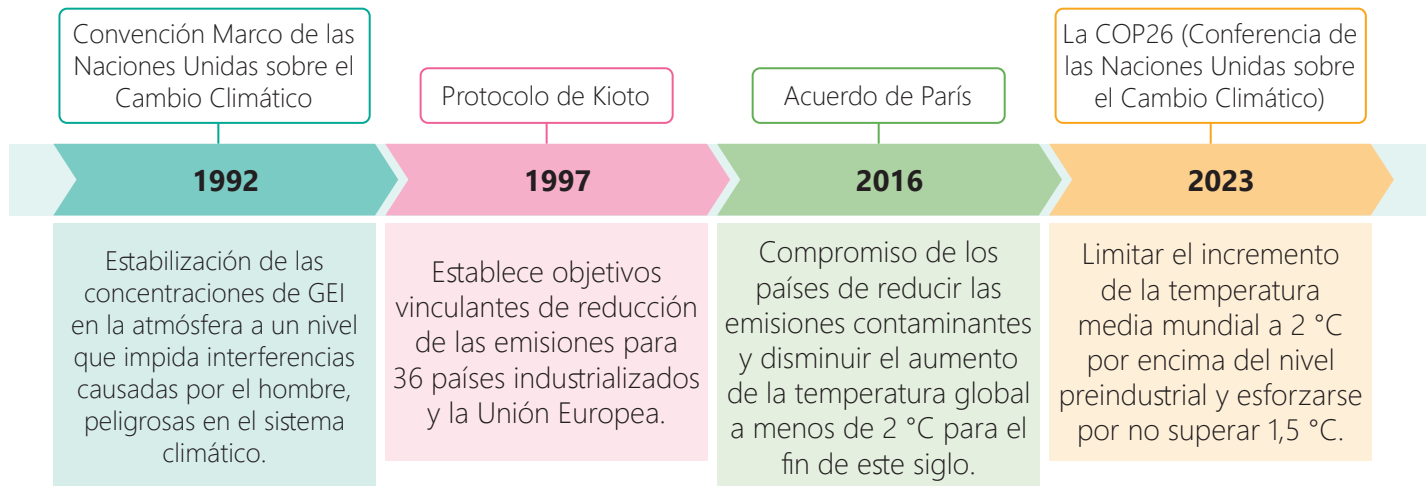 Convención Marco de las
Naciones Unidas sobre el
Cambio Climático
1992
Estabilización de las
concentraciones de GEI
en la atmósfera a un nivel
que impida interferencias
causadas por el hombre,
peligrosas en el sistema
climático.
Protocolo de Kioto
1997
Establece objetivos
vinculantes de reducción
de las emisiones para
36 países industrializados
y la Unión Europea.
Acuerdo de París
2016
Compromiso de los
países de reducir las
emisiones contaminantes
y disminuir el aumento
de la temperatura global
a menos de 2 °C para el
fin de este siglo.
La COP26 (Conferencia de
las Naciones Unidas sobre
el Cambio Climático)
2023
Limitar el incremento
de la temperatura
media mundial a 2 °C
por encima del nivel
preindustrial y esforzarse
por no superar 1,5 °C.